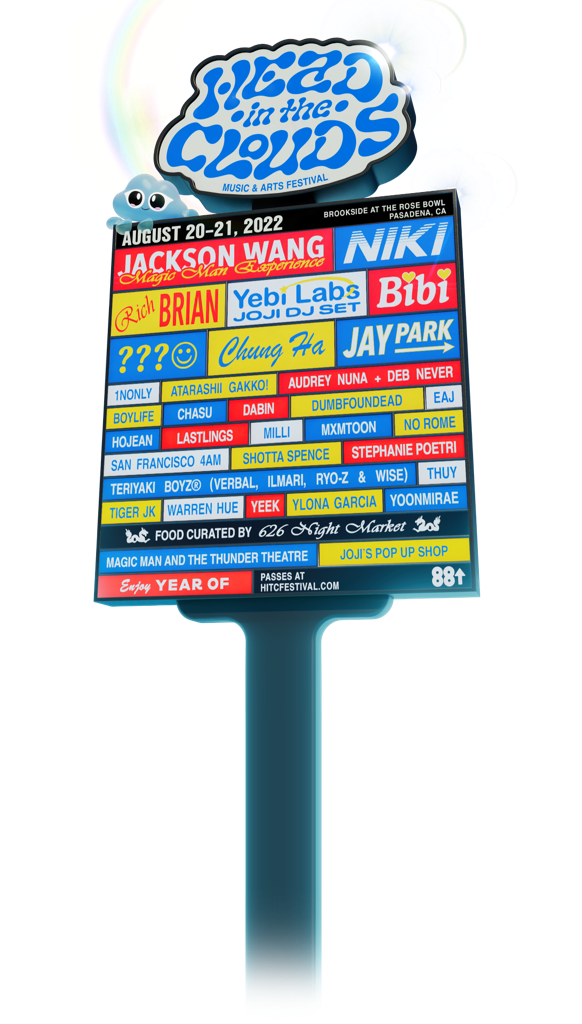 HEAD
in the
CLOUDS
MUSIC & ARTS FESTIVAL
AUGUST 20-21, 2022
BROOKSIDE AT THE ROSE BOWL
PASADENA, CA
JACKSON WANG
Magic Man Experience
NIKI
Rich BRIAN
Yebi Labs
JOJI DJ SET
BiBi
???
Chung Ha
JAY PARK
1NONLY
ATARASHII GAKKO!
AUDREY NUNA + DEB NEVER
BOYLIFE
CHASU
DABIN
DUMBFOUNDEAD
EAJ
HOJEAN
LASTLINGS
MILLI
MXMTOON
NO ROME
SAN FRANCISCO 4AM
SHOTTA SPENCE
STEPHANIE POETRI
TERIYAKI BOYZ® (VERBAL, ILMARI, RYO-Z & WISE)
THUY
TIGER JK
WARREN HUE
YEEK
YLONA GARCIA
YOONMIRAE
FOOD CURATED BY 626 Night Market
MAGIC MAN AND THE THUNDER THEATRE
JOJI'S POP UP SHOP
Enjoy YEAR OF
PASSES AT
HITCFESTIVAL.COM
88↑